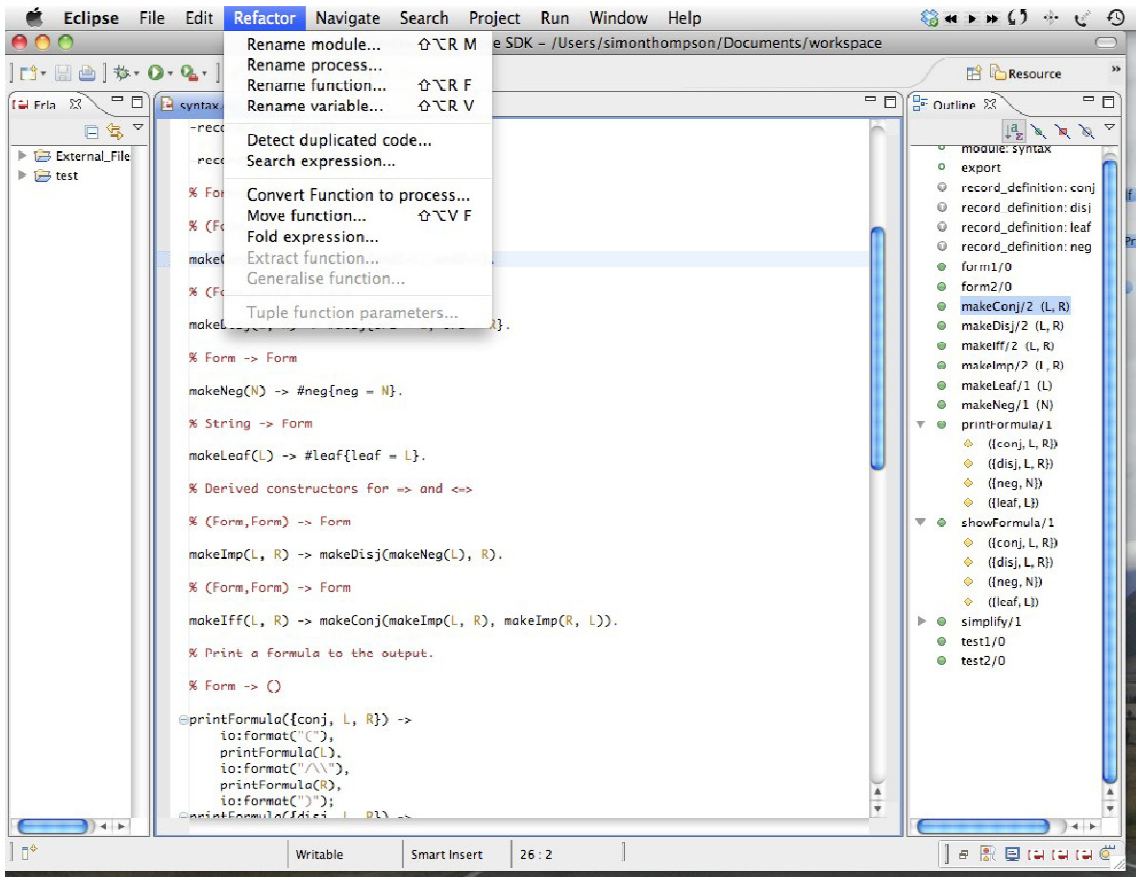 Eclipse File Edit Refactor Navigate Search Project Run Window Help
e SDK – /Users/simonthompson/Documents/workspace
Rename module... ⇧⌥R M
Rename process...
Rename function... ⇧⌥R F
Rename variable... ⇧⌥R V
Detect duplicated code...
Search expression...
Convert Function to process...
Move function... ⇧⌥V F
Fold expression...
Extract function...
Generalise function...
Tuple function parameters...
Resource
Erla
External_File
test
syntax.
-reco
% For
% (Fo
makeC
% (Fo
R}.
% Form -> Form
makeNeg(N) -> #neg{neg = N}.
% String -> Form
makeLeaf(L) -> #leaf{leaf = L}.
% Derived constructors for => and <=>
% (Form,Form) -> Form
makeImp(L, R) -> makeDisj(makeNeg(L), R).
% (Form,Form) -> Form
makeIff(L, R) -> makeConj(makeImp(L, R), makeImp(R, L)).
% Print a formula to the output.
% Form -> ()
printFormula({conj, L, R}) ->
io:format("("),
printFormula(L),
io:format("/\\"),
printFormula(R),
io:format(")");
printFormula({disj, L, R}) ->
Outline
module: syntax
export
record_definition: conj
record_definition: disj
record_definition: leaf
record_definition: neg
form1/0
form2/0
makeConj/2 (L, R)
makeDisj/2 (L, R)
makeIff/2 (L, R)
makeImp/2 (L, R)
makeLeaf/1 (L)
makeNeg/1 (N)
printFormula/1
({conj, L, R})
({disj, L, R})
({neg, N})
({leaf, L})
showFormula/1
({conj, L, R})
({disj, L, R})
({neg, N})
({leaf, L})
simplify/1
test1/0
test2/0
Writable Smart Insert 26 : 2